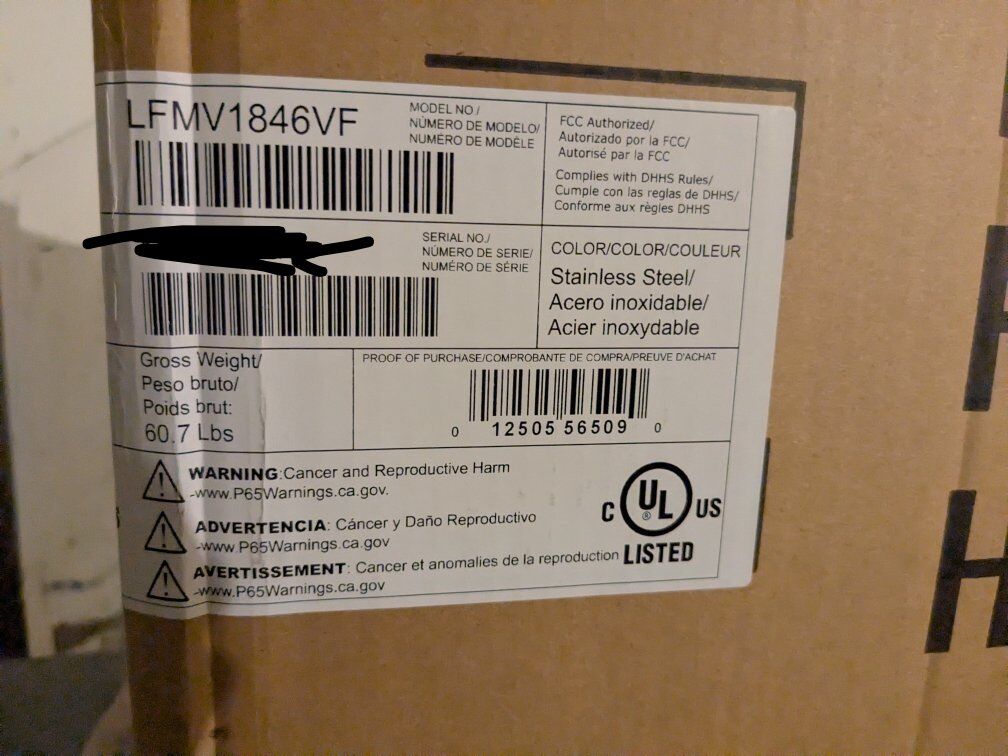 LFMV1846VF
MODEL NO /
NÚMERO DE MODELO/
NUMÉRO DE MODÈLE
FCC Authorized/
Autorizado por la FCC/
Autorisé par la FCC
Complies with DHHS Rules/
Cumple con las reglas de DHHS/
Conforme aux règles DHHS
SERIAL NO./
NÚMERO DE SERIE/
NUMÉRO DE SÉRIE
COLOR/COLOR/COULEUR
Stainless Steel/
Acero inoxidable/
Acier inoxydable
Gross Weight/
Peso bruto/
Poids brut:
60.7 Lbs
PROOF OF PURCHASE/COMPROBANTE DE COMPRA/PREUVE D'ACHAT
0 12505 56509 0
WARNING:Cancer and Reproductive Harm
-www.P65Warnings.ca.gov.
ADVERTENCIA: Cáncer y Daño Reproductivo
-www.P65Warnings.ca.gov
AVERTISSEMENT: Cancer et anomalies de la reproduction
-www.P65Warnings.ca.gov
C UL ® US
LISTED
H